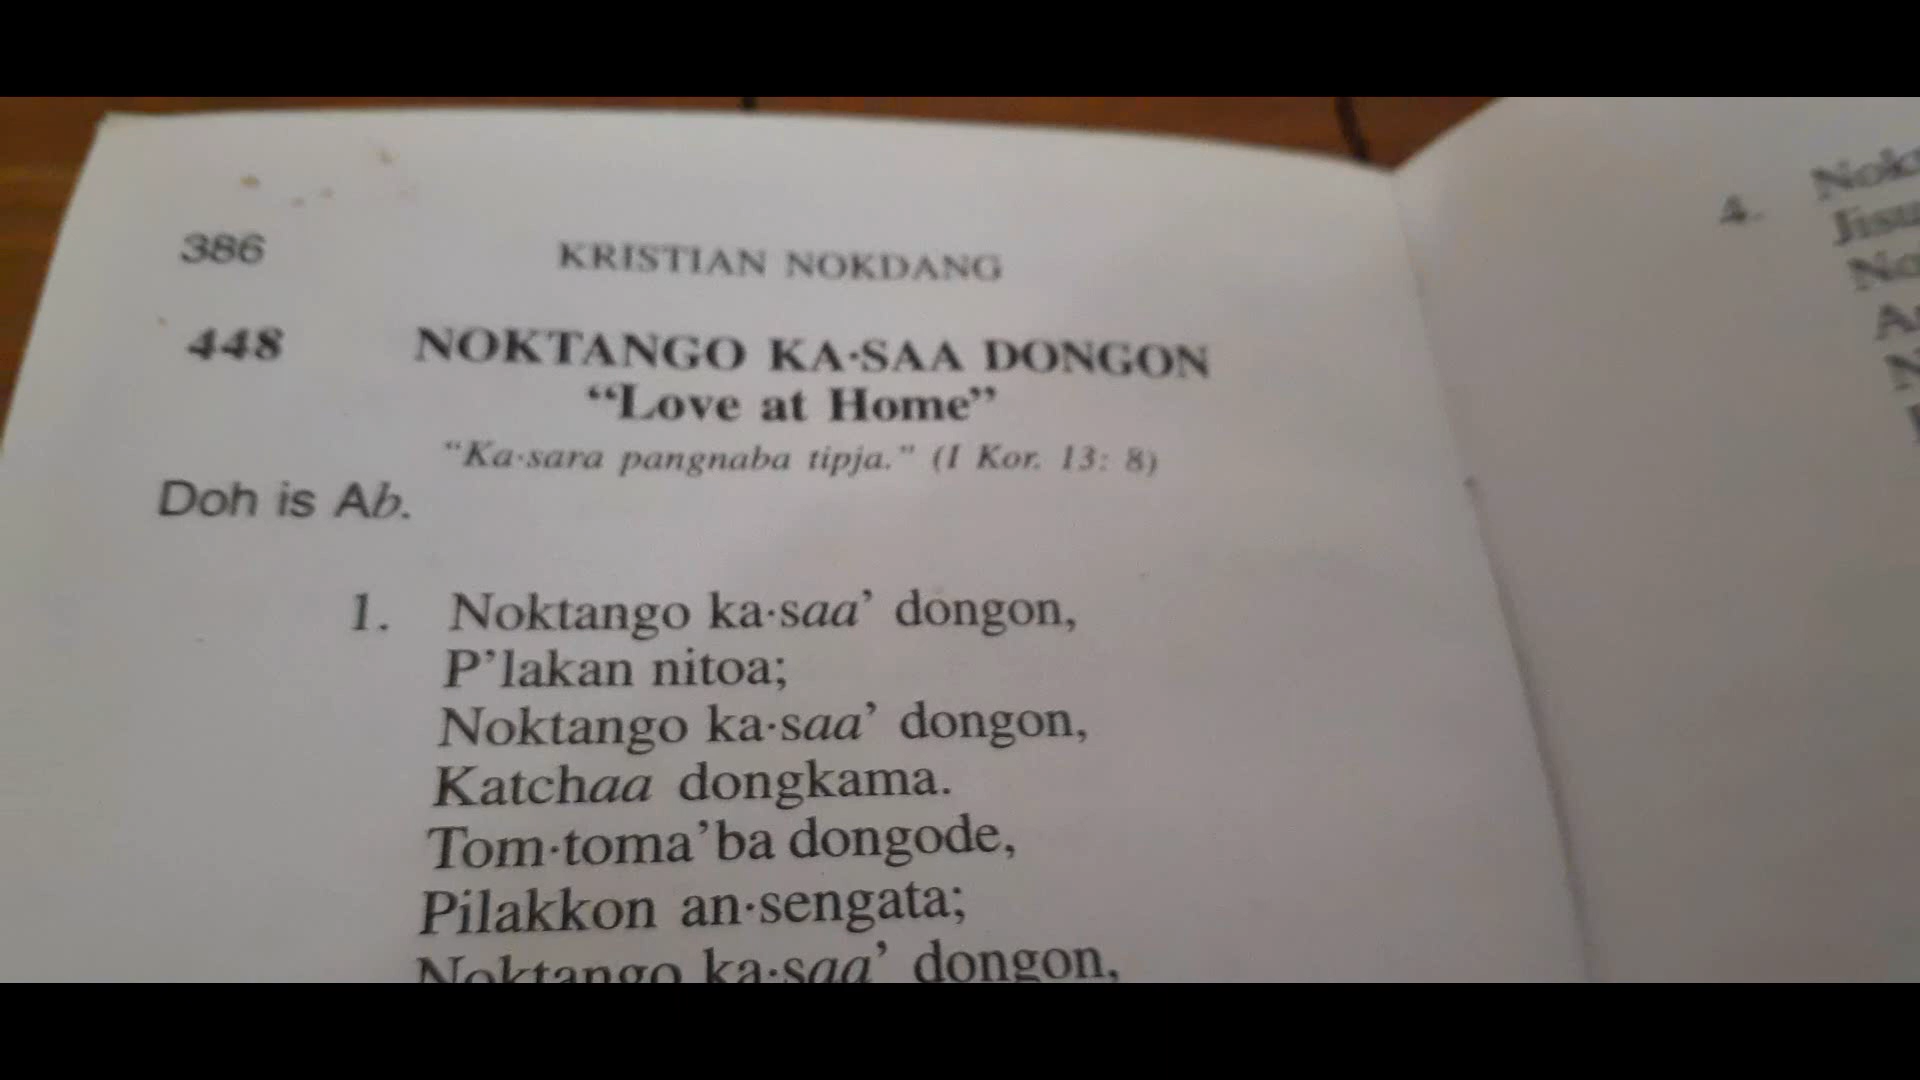 386 KRISTIAN NOKDANG
448 NOKTANGO KA·SAA DONGON
“Love at Home”
“Ka·sara pangnaba tipja.” (I Kor. 13: 8)
Doh is Ab.
1. Noktango ka·saa’ dongon,
P’lakan nitoa;
Noktango ka·saa’ dongon,
Katchaa dongkama.
Tom·toma’ba dongode,
Pilakkon an·sengata;
Noktango ka·saa’ dongon,
4.